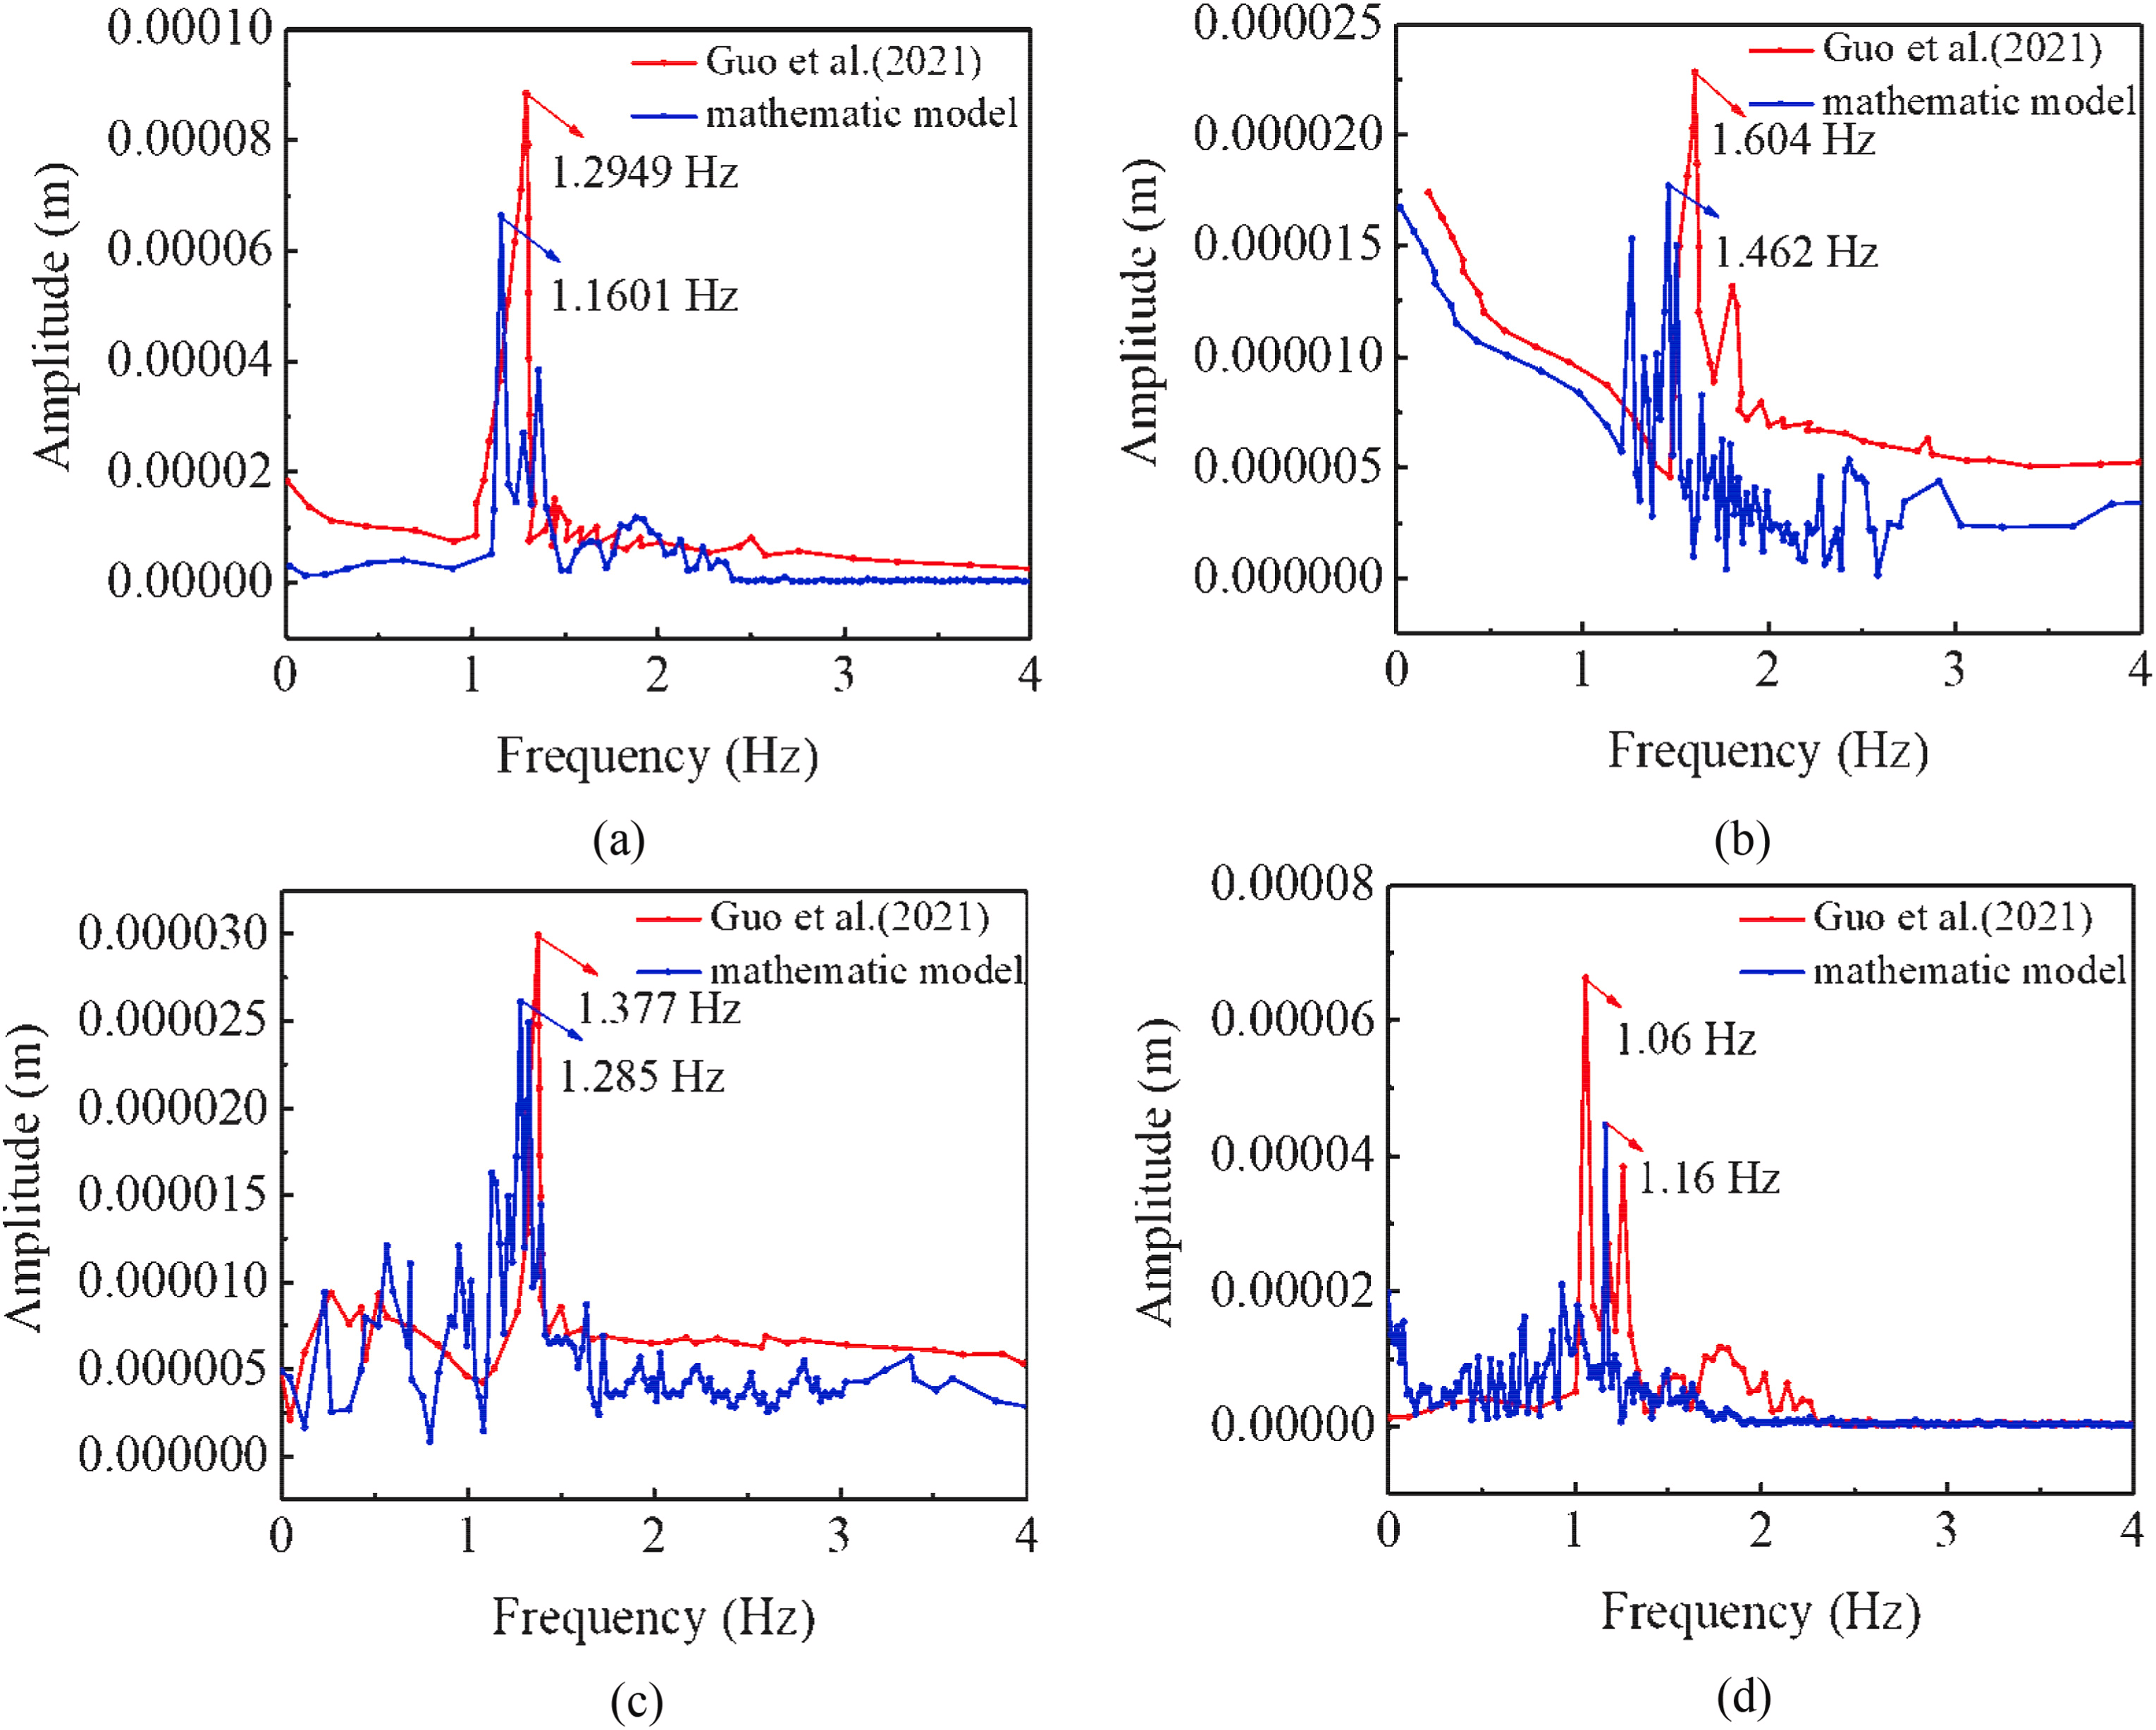 0.00010
0.00008
0.00006
0.00004
0.00002
0.00000
Amplitude (m)
Guo et al.(2021)
mathematic model
1.2949 Hz
1.1601 Hz
0 1 2 3 4
Frequency (Hz)
(a)
0.000025
0.000020
0.000015
0.000010
0.000005
0.000000
Amplitude (m)
Guo et al.(2021)
mathematic model
1.604 Hz
1.462 Hz
0 1 2 3 4
Frequency (Hz)
(b)
0.000030
0.000025
0.000020
0.000015
0.000010
0.000005
0.000000
Amplitude (m)
Guo et al.(2021)
mathematic model
1.377 Hz
1.285 Hz
0 1 2 3 4
Frequency (Hz)
(c)
0.00008
0.00006
0.00004
0.00002
0.00000
Amplitude (m)
Guo et al.(2021)
mathematic model
1.06 Hz
1.16 Hz
0 1 2 3 4
Frequency (Hz)
(d)